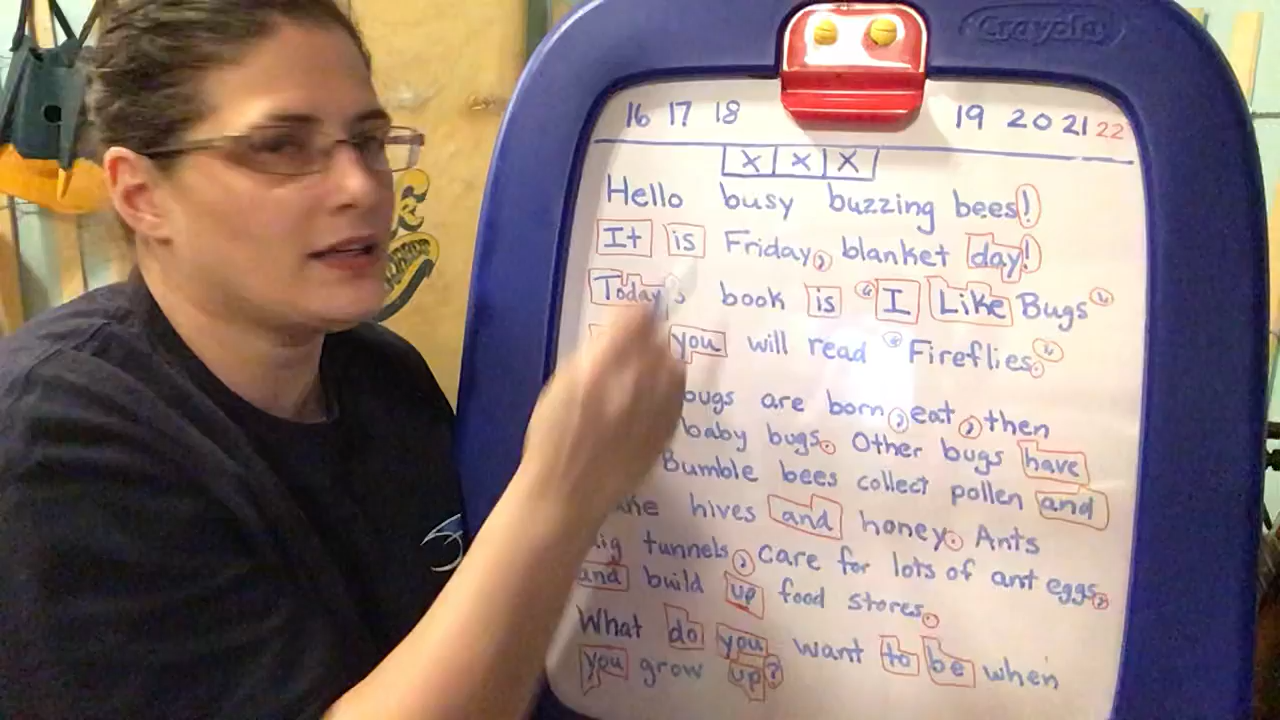 Crayola
16 17 18 19 20 21 22
x x x
Hello busy buzzing bees!
It is Friday, blanket day!
Today's book is "I Like Bugs"
you will read "Fireflies."
bugs are born, eat, then
baby bugs. Other bugs have
Bumble bees collect pollen and
hives and honey. Ants
tunnels, care for lots of ant eggs,
and build up food stores.
What do you want to be when
you grow up?